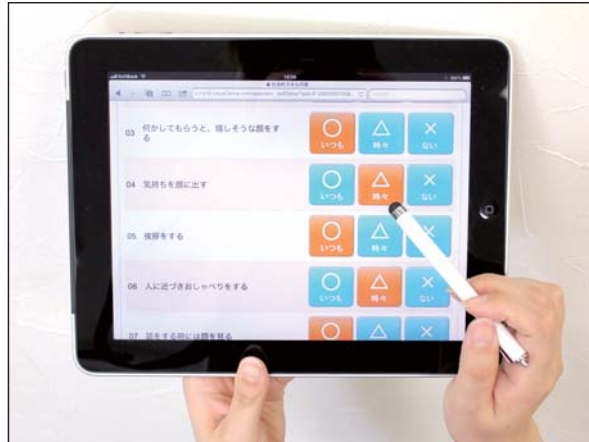 SoftBank
14:56
03 何かしてもらうと、嬉しそうな顔をす
る
いつも 時々 ない
04 気持ちを顔に出す
いつも 時々 ない
05 挨拶をする
いつも 時々 ない
06 人に近づきおしゃべりをする
いつも 時々 ない
07 話をする時には顔を見る